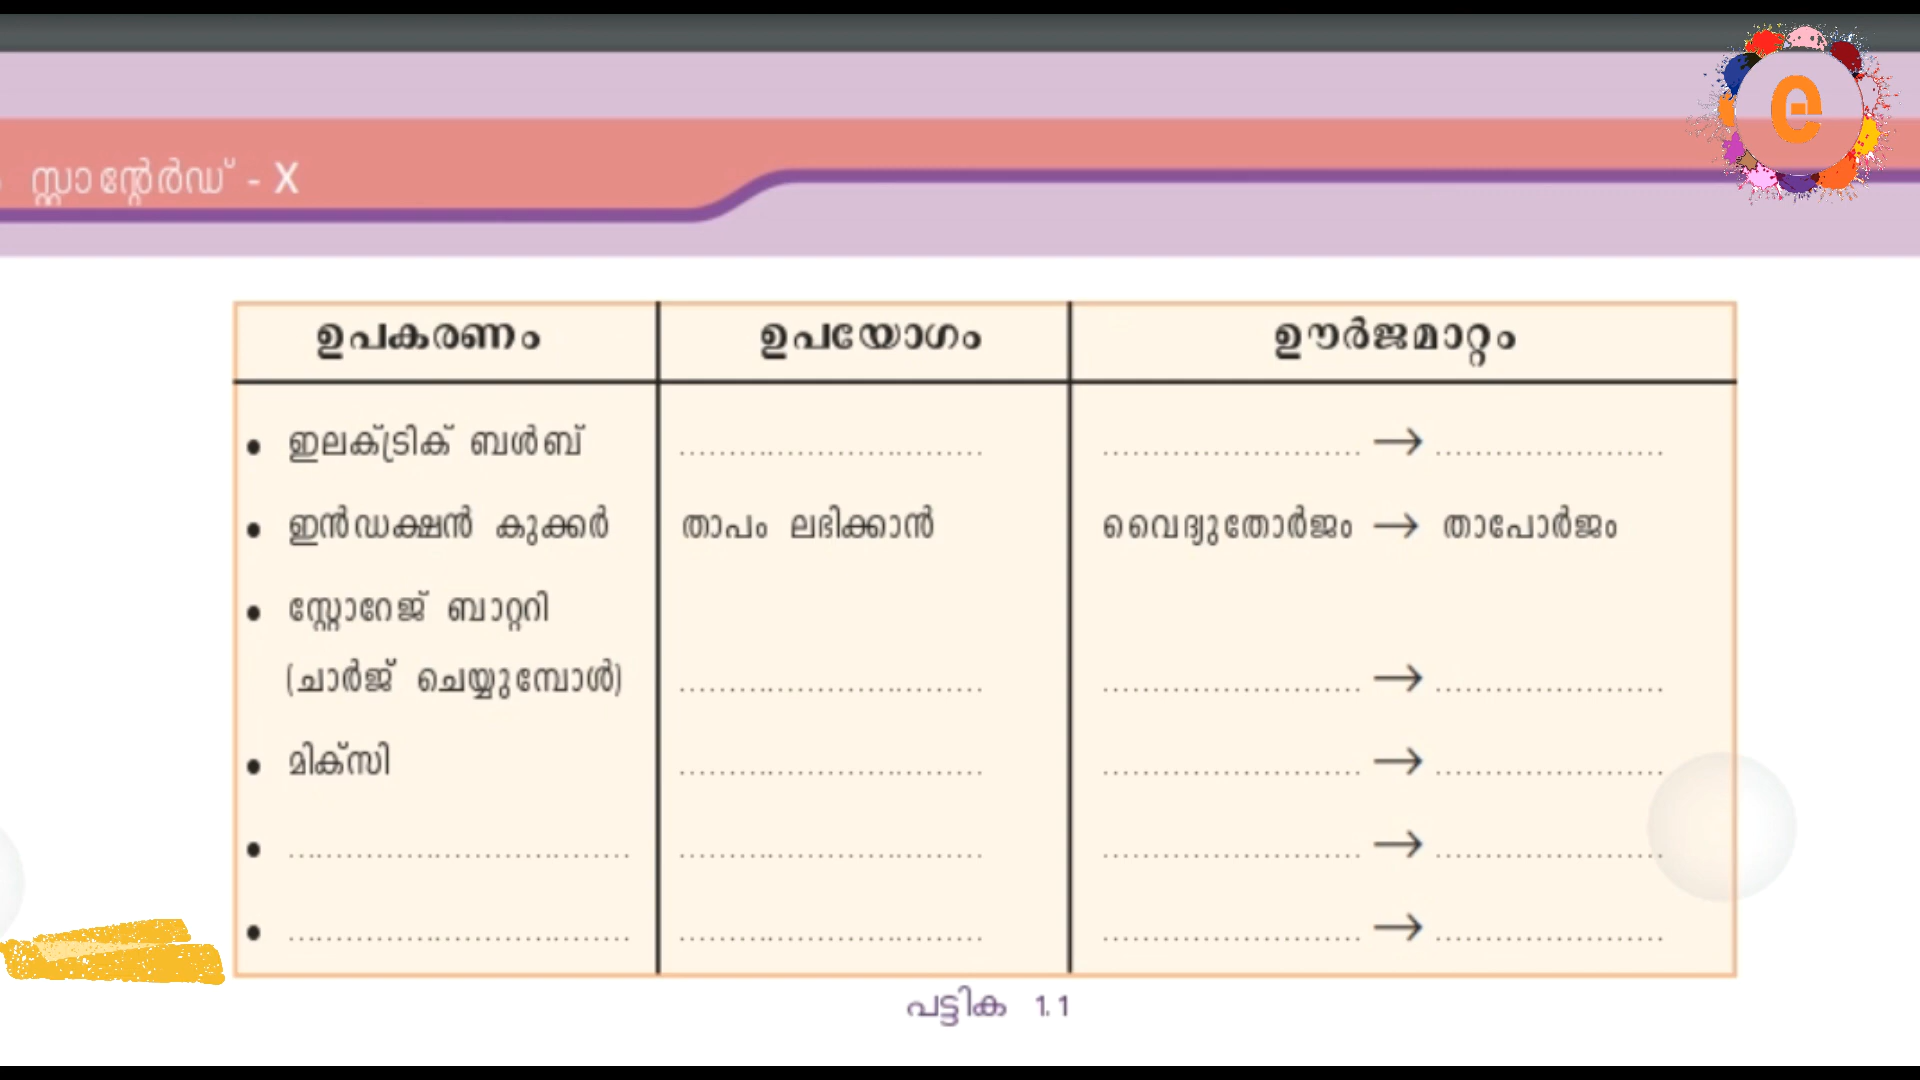 സ്റ്റാന്റേർഡ് - X
e
ഉപകരണം ഉപയോഗം ഊർജമാറ്റം
• ഇലക്ട്രിക് ബൾബ് .................................... .............................. → ..........................
• ഇൻഡക്ഷൻ കുക്കർ താപം ലഭിക്കാൻ വൈദ്യുതോർജം → താപോർജം
• സ്റ്റോറേജ് ബാറ്ററി
(ചാർജ് ചെയ്യുമ്പോൾ) .................................... .............................. → ..........................
• മിക്സി .................................... .............................. → ..........................
• ........................................ .................................... .............................. → ..........................
• ........................................ .................................... .............................. → ..........................
പട്ടിക 1.1